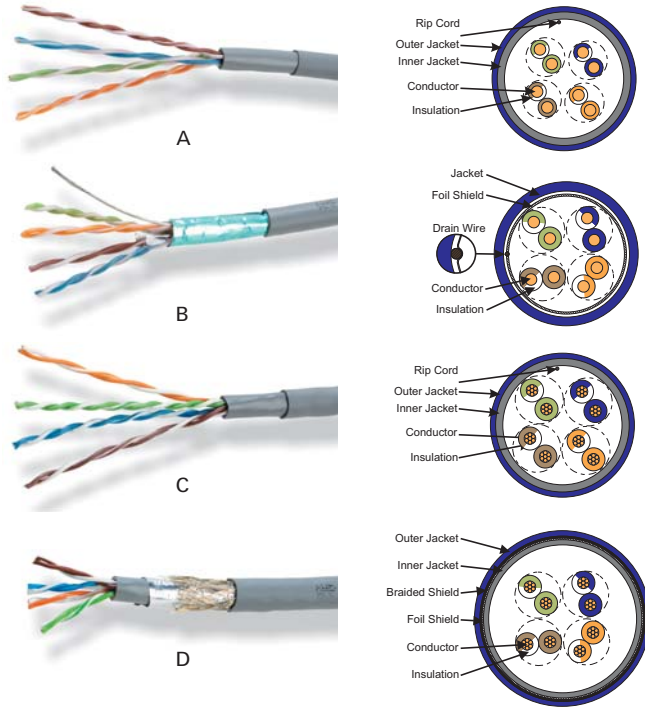 Rip Cord
Outer Jacket
Inner Jacket
Conductor
Insulation
A
Jacket
Foil Shield
Drain Wire
Conductor
Insulation
B
Rip Cord
Outer Jacket
Inner Jacket
Conductor
Insulation
C
Outer Jacket
Inner Jacket
Braided Shield
Foil Shield
Conductor
Insulation
D